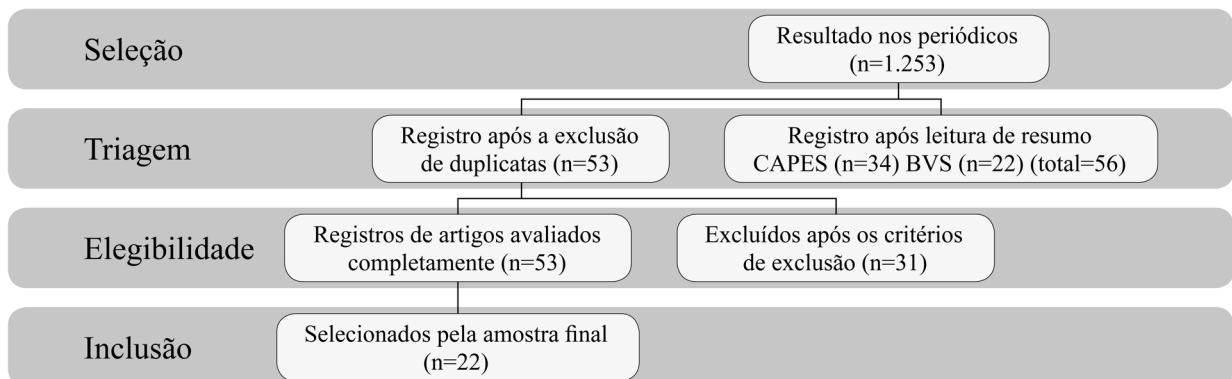 Seleção
Resultado nos periódicos
(n=1.253)
Triagem
Registro após a exclusão
de duplicatas (n=53)
Registro após leitura de resumo
CAPES (n=34) BVS (n=22) (total=56)
Elegibilidade
Registros de artigos avaliados
completamente (n=53)
Excluídos após os critérios
de exclusão (n=31)
Inclusão
Selecionados pela amostra final
(n=22)